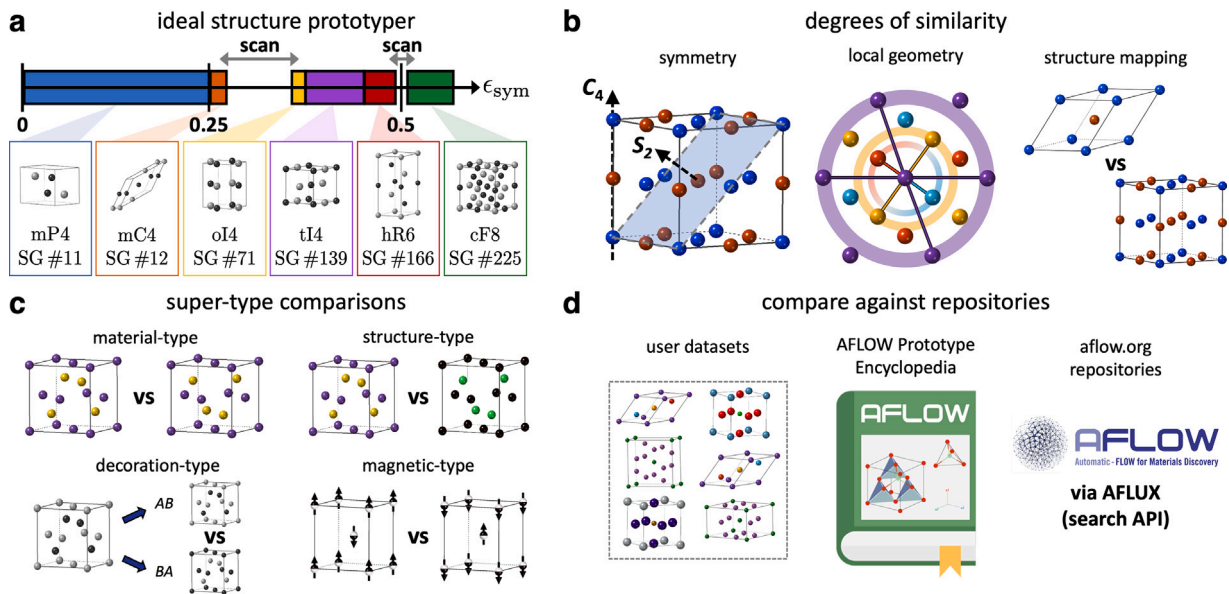 a
ideal structure prototyper
scan
scan
ϵsym
0
0.25
0.5
mP4
SG #11
mC4
SG #12
oI4
SG #71
tI4
SG #139
hR6
SG #166
cF8
SG #225
b
degrees of similarity
symmetry
local geometry
structure mapping
C4
S2
vs
c
super-type comparisons
material-type
structure-type
vs
vs
decoration-type
magnetic-type
AB
vs
BA
vs
d
compare against repositories
user datasets
AFLOW Prototype
Encyclopedia
aflow.org
repositories
AFLOW
AFLOW
Automatic - FLOW for Materials Discovery
via AFLUX
(search API)